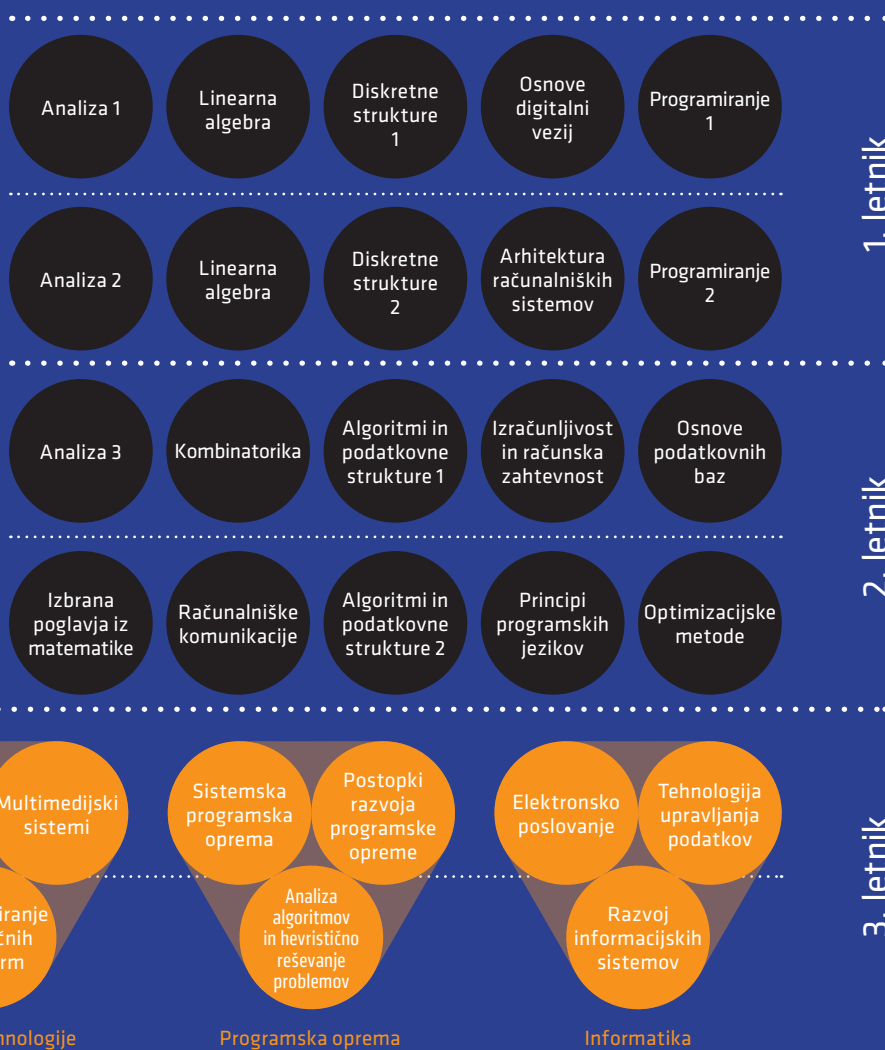 Analiza 1
Linearna
algebra
Diskretne
strukture
1
Osnove
digitalni
vezij
Programiranje
1
1. letnik
Analiza 2
Linearna
algebra
Diskretne
strukture
2
Arhitektura
računalniških
sistemov
Programiranje
2
Analiza 3
Kombinatorika
Algoritmi in
podatkovne
strukture 1
Izračunljivost
in računska
zahtevnost
Osnove
podatkovnih
baz
2. letnik
Izbrana
poglavja iz
matematike
Računalniške
komunikacije
Algoritmi in
podatkovne
strukture 2
Principi
programskih
jezikov
Optimizacijske
metode
Multimedijski
sistemi
Sistemska
programska
oprema
Postopki
razvoja
programske
opreme
Elektronsko
poslovanje
Tehnologija
upravljanja
podatkov
3. letnik
Analiza
algoritmov
in hevristično
reševanje
problemov
Razvoj
informacijskih
sistemov
Programska oprema
Informatika